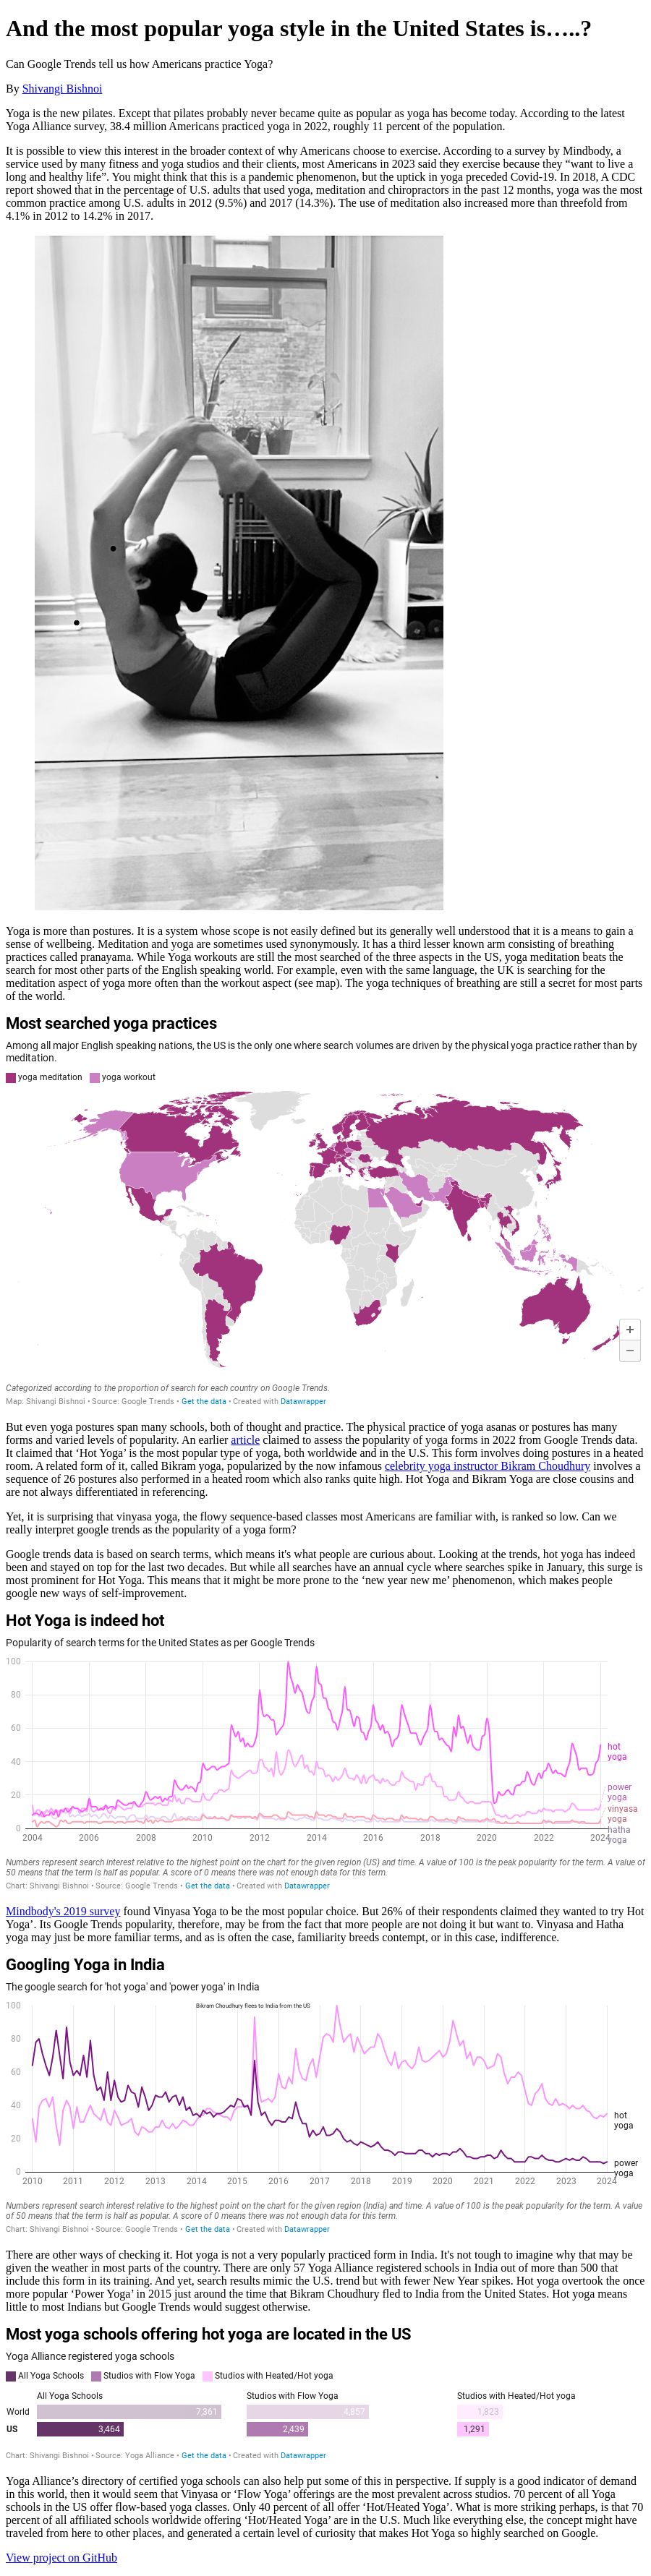 And the most popular yoga style in the United States is…..?
Can Google Trends tell us how Americans practice Yoga?
By Shivangi Bishnoi
Yoga is the new pilates. Except that pilates probably never became quite as popular as yoga has become today. According to the latest
Yoga Alliance survey, 38.4 million Americans practiced yoga in 2022, roughly 11 percent of the population.
It is possible to view this interest in the broader context of why Americans choose to exercise. According to a survey by Mindbody, a
service used by many fitness and yoga studios and their clients, most Americans in 2023 said they exercise because they “want to live a
long and healthy life”. You might think that this is a pandemic phenomenon, but the uptick in yoga preceded Covid-19. In 2018, A CDC
report showed that in the percentage of U.S. adults that used yoga, meditation and chiropractors in the past 12 months, yoga was the most
common practice among U.S. adults in 2012 (9.5%) and 2017 (14.3%). The use of meditation also increased more than threefold from
4.1% in 2012 to 14.2% in 2017.
Yoga is more than postures. It is a system whose scope is not easily defined but its generally well understood that it is a means to gain a
sense of wellbeing. Meditation and yoga are sometimes used synonymously. It has a third lesser known arm consisting of breathing
practices called pranayama. While Yoga workouts are still the most searched of the three aspects in the US, yoga meditation beats the
search for most other parts of the English speaking world. For example, even with the same language, the UK is searching for the
meditation aspect of yoga more often than the workout aspect (see map). The yoga techniques of breathing are still a secret for most parts
of the world.
Most searched yoga practices
Among all major English speaking nations, the US is the only one where search volumes are driven by the physical yoga practice rather than by
meditation.
yoga meditation yoga workout
+
−
Categorized according to the proportion of search for each country on Google Trends.
Map: Shivangi Bishnoi • Source: Google Trends • Get the data • Created with Datawrapper
But even yoga postures span many schools, both of thought and practice. The physical practice of yoga asanas or postures has many
forms and varied levels of popularity. An earlier article claimed to assess the popularity of yoga forms in 2022 from Google Trends data.
It claimed that ‘Hot Yoga’ is the most popular type of yoga, both worldwide and in the U.S. This form involves doing postures in a heated
room. A related form of it, called Bikram yoga, popularized by the now infamous celebrity yoga instructor Bikram Choudhury involves a
sequence of 26 postures also performed in a heated room which also ranks quite high. Hot Yoga and Bikram Yoga are close cousins and
are not always differentiated in referencing.
Yet, it is surprising that vinyasa yoga, the flowy sequence-based classes most Americans are familiar with, is ranked so low. Can we
really interpret google trends as the popularity of a yoga form?
Google trends data is based on search terms, which means it's what people are curious about. Looking at the trends, hot yoga has indeed
been and stayed on top for the last two decades. But while all searches have an annual cycle where searches spike in January, this surge is
most prominent for Hot Yoga. This means that it might be more prone to the ‘new year new me’ phenomenon, which makes people
google new ways of self-improvement.
Hot Yoga is indeed hot
Popularity of search terms for the United States as per Google Trends
100
80
60
40
20
0
hot
yoga
power
yoga
vinyasa
yoga
hatha
yoga
2004 2006 2008 2010 2012 2014 2016 2018 2020 2022 2024
Numbers represent search interest relative to the highest point on the chart for the given region (US) and time. A value of 100 is the peak popularity for the term. A value of
50 means that the term is half as popular. A score of 0 means there was not enough data for this term.
Chart: Shivangi Bishnoi • Source: Google Trends • Get the data • Created with Datawrapper
Mindbody's 2019 survey found Vinyasa Yoga to be the most popular choice. But 26% of their respondents claimed they wanted to try Hot
Yoga’. Its Google Trends popularity, therefore, may be from the fact that more people are not doing it but want to. Vinyasa and Hatha
yoga may just be more familiar terms, and as is often the case, familiarity breeds contempt, or in this case, indifference.
Googling Yoga in India
The google search for 'hot yoga' and 'power yoga' in India
100
80
60
40
20
0
Bikram Choudhury flees to India from the US
hot
yoga
power
yoga
2010 2011 2012 2013 2014 2015 2016 2017 2018 2019 2020 2021 2022 2023 2024
Numbers represent search interest relative to the highest point on the chart for the given region (India) and time. A value of 100 is the peak popularity for the term. A value
of 50 means that the term is half as popular. A score of 0 means there was not enough data for this term.
Chart: Shivangi Bishnoi • Source: Google Trends • Get the data • Created with Datawrapper
There are other ways of checking it. Hot yoga is not a very popularly practiced form in India. It's not tough to imagine why that may be
given the weather in most parts of the country. There are only 57 Yoga Alliance registered schools in India out of more than 500 that
include this form in its training. And yet, search results mimic the U.S. trend but with fewer New Year spikes. Hot yoga overtook the once
more popular ‘Power Yoga’ in 2015 just around the time that Bikram Choudhury fled to India from the United States. Hot yoga means
little to most Indians but Google Trends would suggest otherwise.
Most yoga schools offering hot yoga are located in the US
Yoga Alliance registered yoga schools
All Yoga Schools Studios with Flow Yoga Studios with Heated/Hot yoga
All Yoga Schools Studios with Flow Yoga Studios with Heated/Hot yoga
World 7,361 4,857 1,823
US 3,464 2,439 1,291
Chart: Shivangi Bishnoi • Source: Yoga Alliance • Get the data • Created with Datawrapper
Yoga Alliance’s directory of certified yoga schools can also help put some of this in perspective. If supply is a good indicator of demand
in this world, then it would seem that Vinyasa or ‘Flow Yoga’ offerings are the most prevalent across studios. 70 percent of all Yoga
schools in the US offer flow-based yoga classes. Only 40 percent of all offer ‘Hot/Heated Yoga’. What is more striking perhaps, is that 70
percent of all affiliated schools worldwide offering ‘Hot/Heated Yoga’ are in the U.S. Much like everything else, the concept might have
traveled from here to other places, and generated a certain level of curiosity that makes Hot Yoga so highly searched on Google.
View project on GitHub